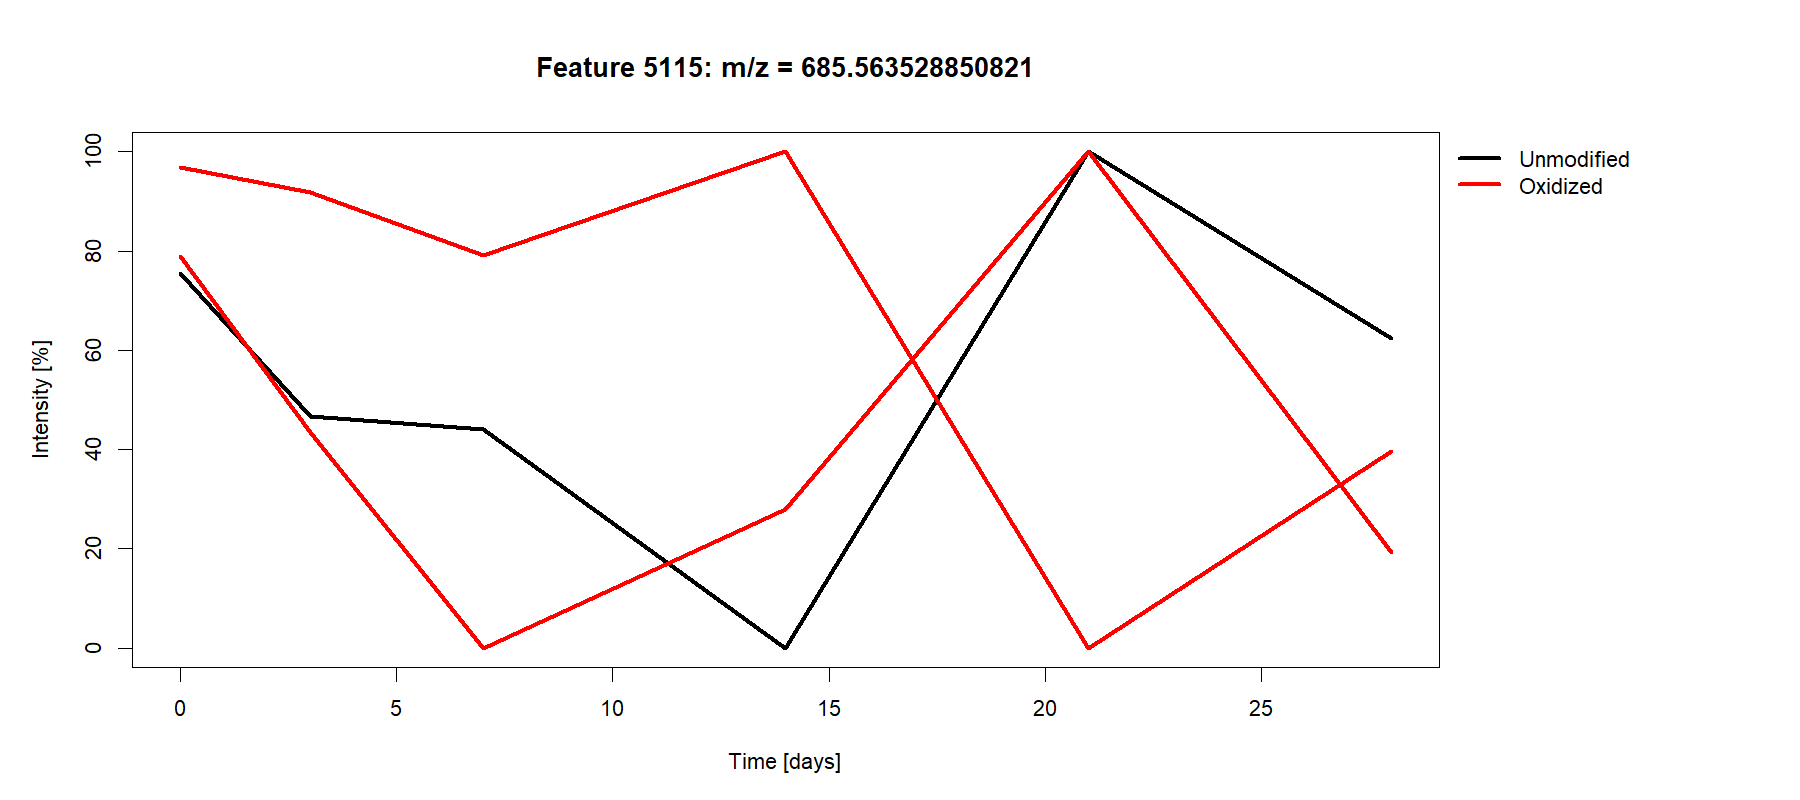 Feature 5115: m/z = 685.563528850821
Unmodified
Oxidized
Intensity [%]
100
80
60
40
20
0
0 5 10 15 20 25
Time [days]